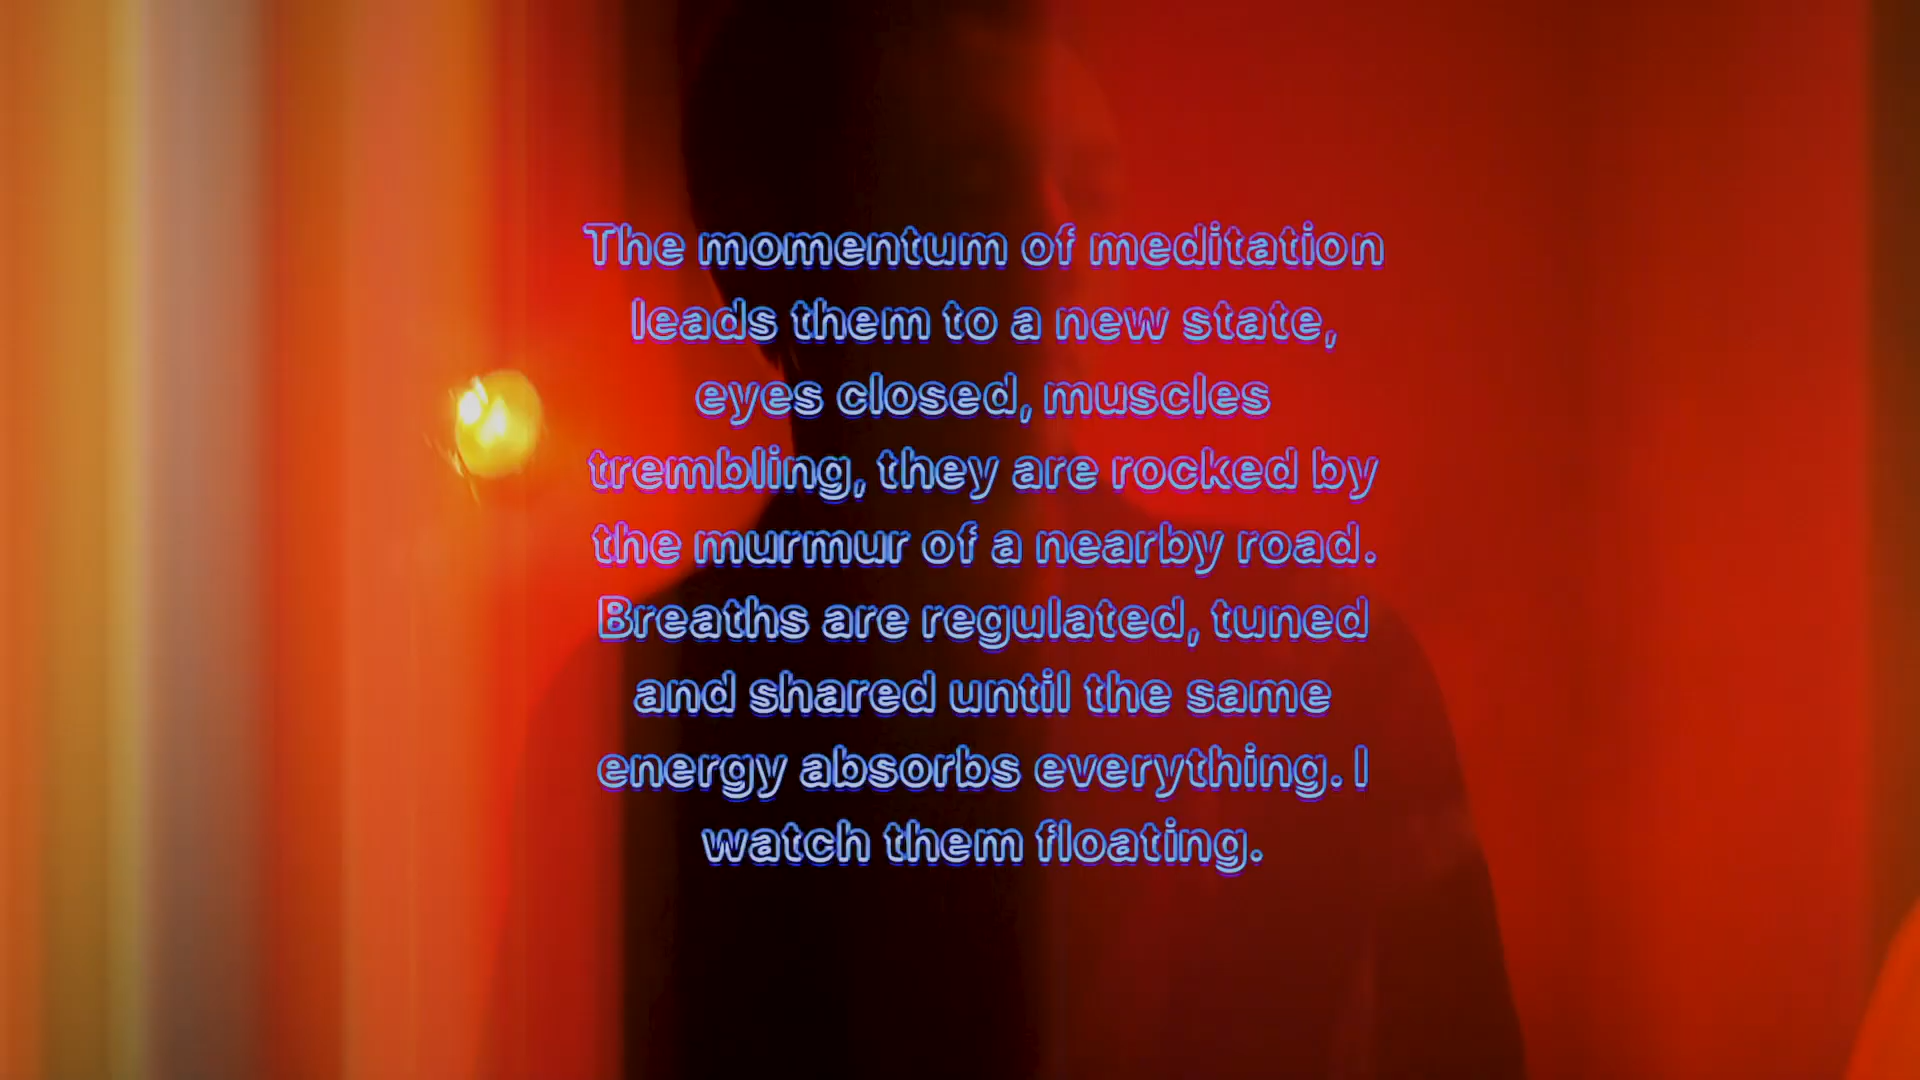 The momentum of meditation
leads them to a new state,
eyes closed, muscles
trembling, they are rocked by
the murmur of a nearby road.
Breaths are regulated, tuned
and shared until the same
energy absorbs everything. I
watch them floating.